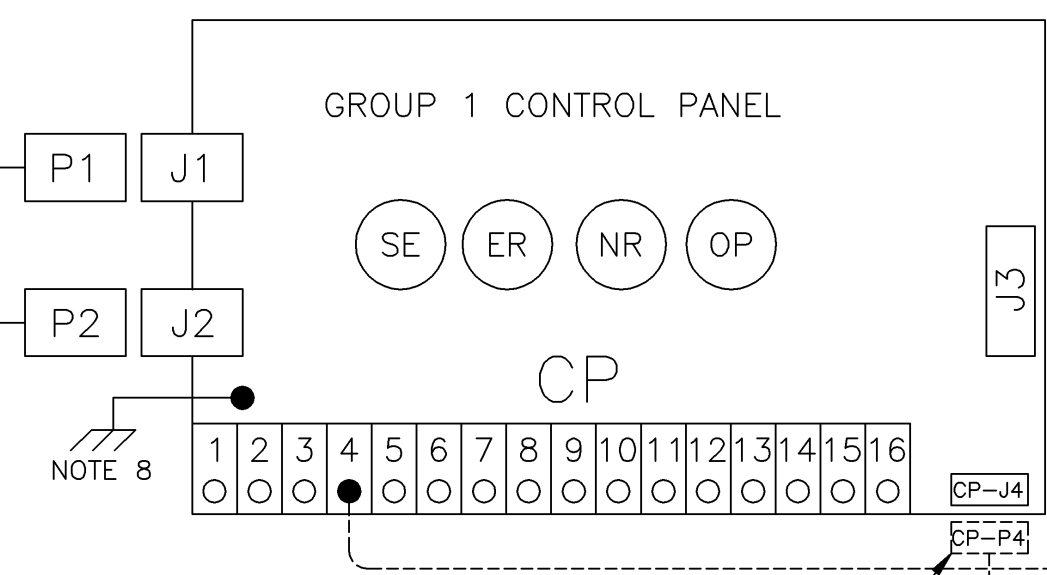 GROUP 1 CONTROL PANEL
P1 J1
SE ER NR OP
J3
P2 J2
CP
NOTE 8
1 2 3 4 5 6 7 8 9 10 11 12 13 14 15 16
CP-J4
CP-P4